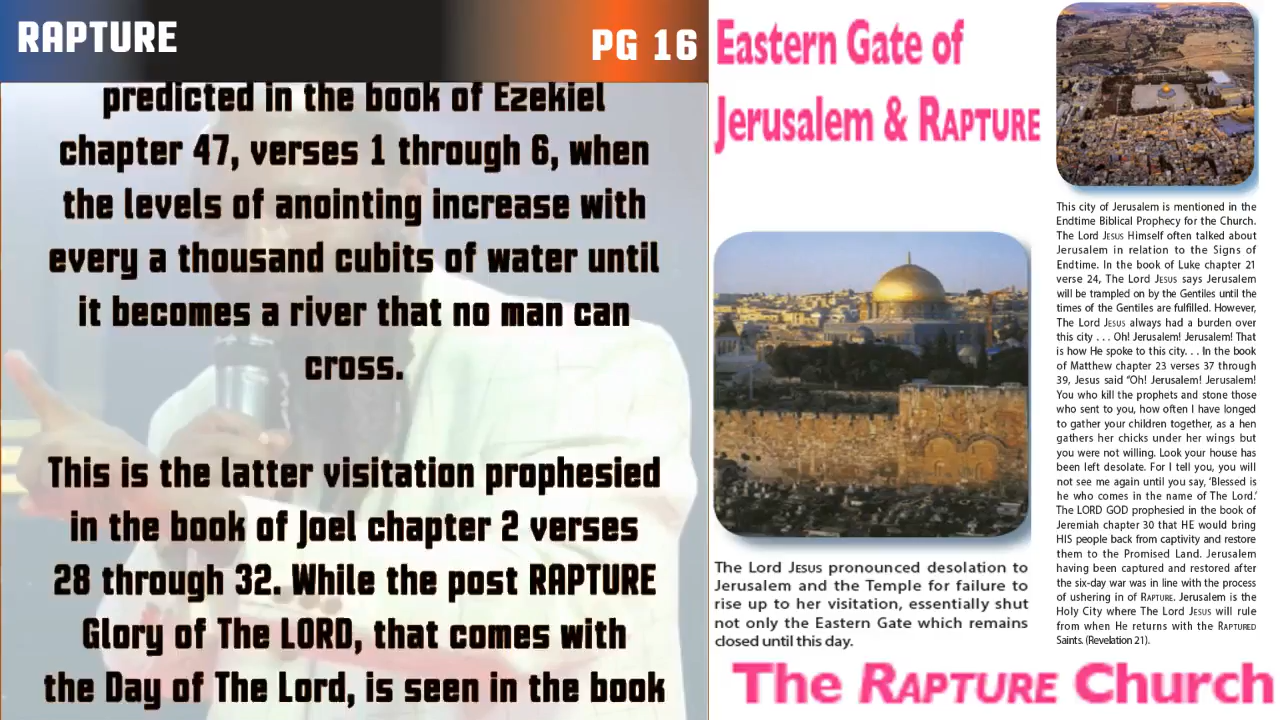 RAPTURE
PG 16
predicted in the book of Ezekiel
chapter 47, verses 1 through 6, when
the levels of anointing increase with
every a thousand cubits of water until
it becomes a river that no man can
cross.
This is the latter visitation prophesied
in the book of Joel chapter 2 verses
28 through 32. While the post RAPTURE
Glory of The LORD, that comes with
the Day of The Lord, is seen in the book
Eastern Gate of
Jerusalem & RAPTURE
The Lord JESUS pronounced desolation to
Jerusalem and the Temple for failure to
rise up to her visitation, essentially shut
not only the Eastern Gate which remains
closed until this day.
This city of Jerusalem is mentioned in the
Endtime Biblical Prophecy for the Church.
The Lord JESUS Himself often talked about
Jerusalem in relation to the Signs of
Endtime. In the book of Luke chapter 21
verse 24, The Lord JESUS says Jerusalem
will be trampled on by the Gentiles until the
times of the Gentiles are fulfilled. However,
The Lord JESUS always had a burden over
this city . . . Oh! Jerusalem! Jerusalem! That
is how He spoke to this city. . . In the book
of Matthew chapter 23 verses 37 through
39, Jesus said “Oh! Jerusalem! Jerusalem!
You who kill the prophets and stone those
who sent to you, how often I have longed
to gather your children together, as a hen
gathers her chicks under her wings but
you were not willing. Look your house has
been left desolate. For I tell you, you will
not see me again until you say, ‘Blessed is
he who comes in the name of The Lord.’
The LORD GOD prophesied in the book of
Jeremiah chapter 30 that HE would bring
HIS people back from captivity and restore
them to the Promised Land. Jerusalem
having been captured and restored after
the six-day war was in line with the process
of ushering in of RAPTURE. Jerusalem is the
Holy City where The Lord JESUS will rule
from when He returns with the RAPTURED
Saints. (Revelation 21).
The RAPTURE Church